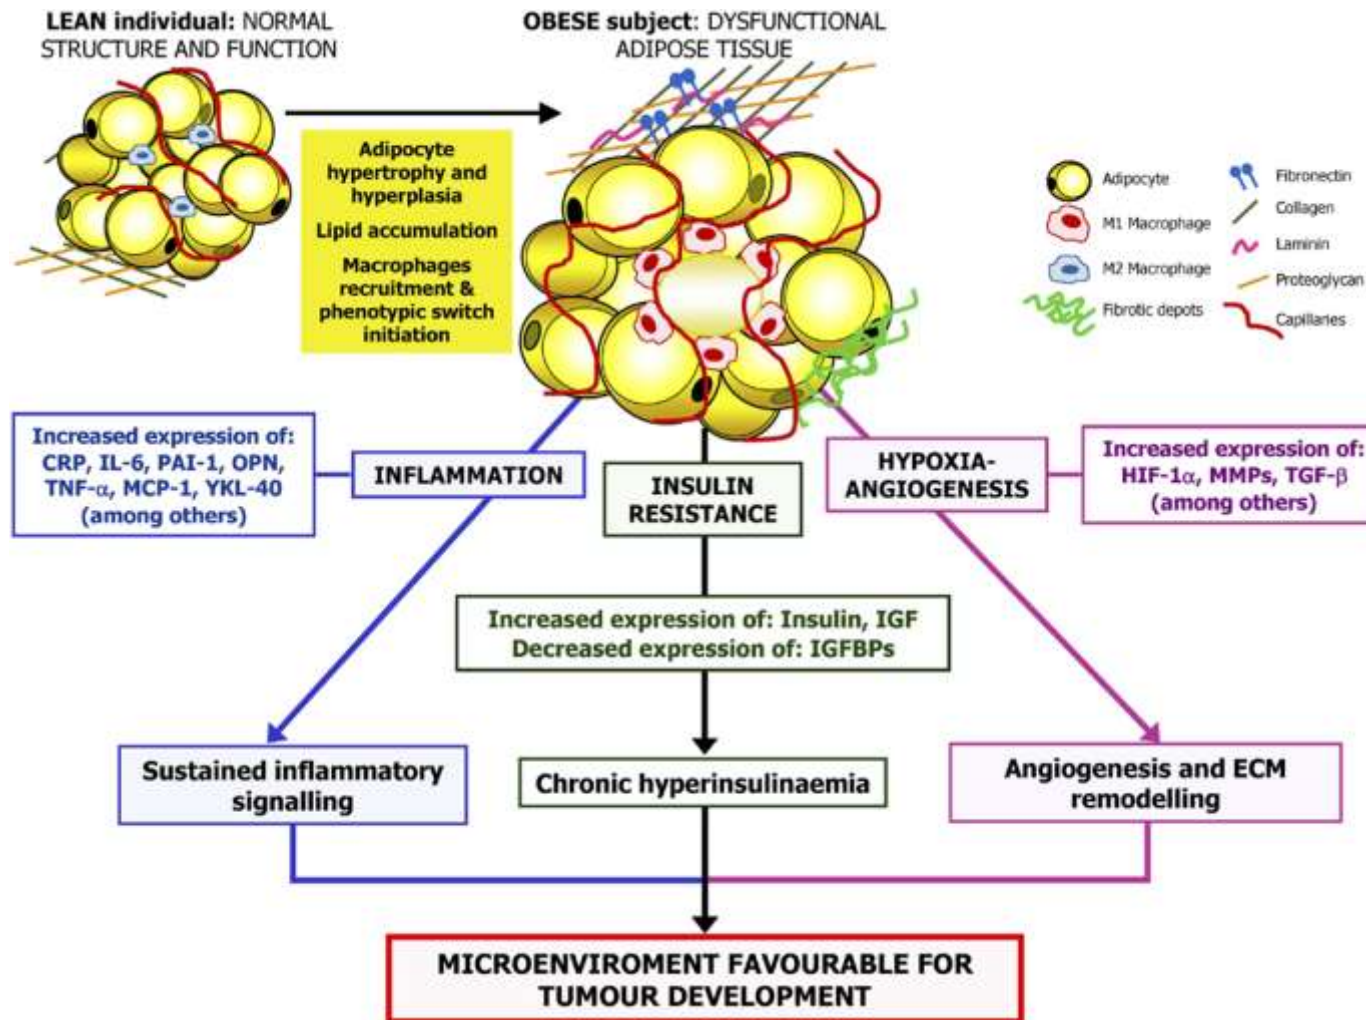 LEAN individual: NORMAL
STRUCTURE AND FUNCTION
OBESE subject: DYSFUNCTIONAL
ADIPOSE TISSUE
Adipocyte
hypertrophy and
hyperplasia
Lipid accumulation
Macrophages
recruitment &
phenotypic switch
initiation
Adipocyte
M1 Macrophage
M2 Macrophage
Fibrotic depots
Fibronectin
Collagen
Laminin
Proteoglycan
Capillaries
Increased expression of:
CRP, IL-6, PAI-1, OPN,
TNF-α, MCP-1, YKL-40
(among others)
INFLAMMATION
INSULIN
RESISTANCE
HYPOXIA-
ANGIOGENESIS
Increased expression of:
HIF-1α, MMPs, TGF-β
(among others)
Increased expression of: Insulin, IGF
Decreased expression of: IGFBPs
Sustained inflammatory
signalling
Chronic hyperinsulinaemia
Angiogenesis and ECM
remodelling
MICROENVIROMENT FAVOURABLE FOR
TUMOUR DEVELOPMENT